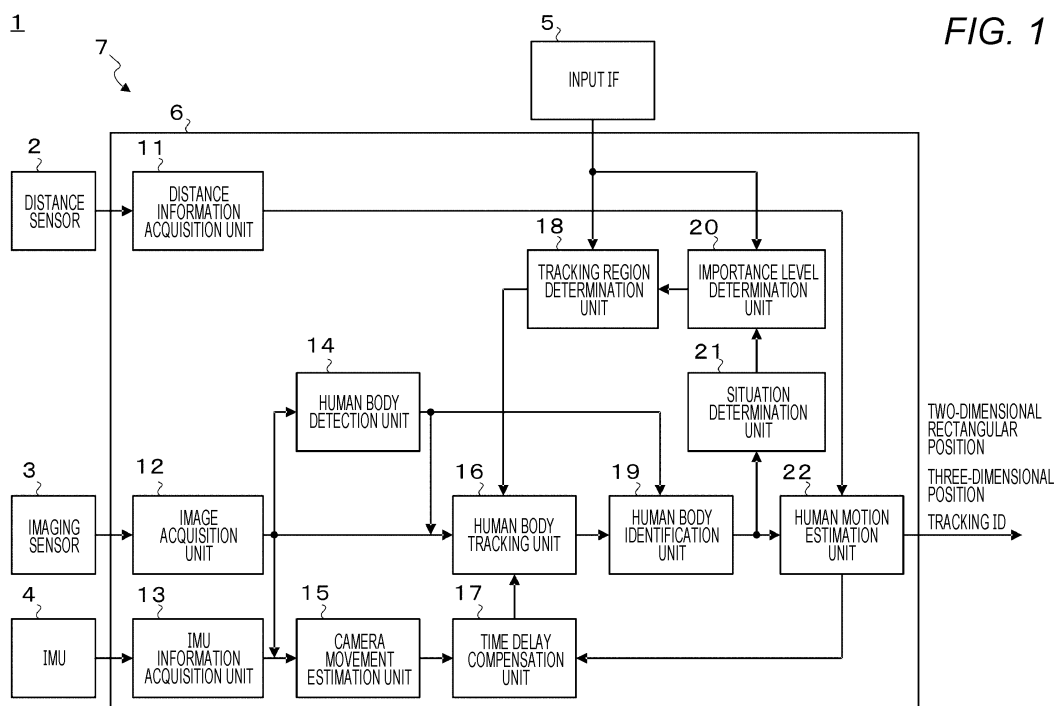 1
FIG. 1
7
5
INPUT IF
6
2
DISTANCE
SENSOR
11
DISTANCE
INFORMATION
ACQUISITION UNIT
18
TRACKING REGION
DETERMINATION
UNIT
20
IMPORTANCE LEVEL
DETERMINATION
UNIT
14
HUMAN BODY
DETECTION UNIT
21
SITUATION
DETERMINATION
UNIT
TWO-DIMENSIONAL
RECTANGULAR
POSITION
THREE-DIMENSIONAL
POSITION
TRACKING ID
3
IMAGING
SENSOR
12
IMAGE
ACQUISITION
UNIT
16
HUMAN BODY
TRACKING UNIT
19
HUMAN BODY
IDENTIFICATION
UNIT
22
HUMAN MOTION
ESTIMATION
UNIT
4
IMU
13
IMU
INFORMATION
ACQUISITION UNIT
15
CAMERA
MOVEMENT
ESTIMATION UNIT
17
TIME DELAY
COMPENSATION
UNIT